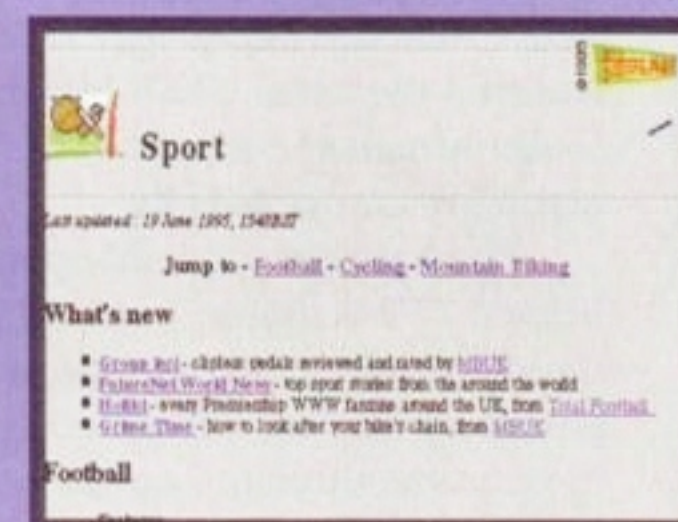 Sport
Last updated: 19 June 1995, 1540BST
Jump to - Football - Cycling - Mountain Biking
What's new
- clipless pedals reviewed and rated by MBUK
FutureNet World News - top sport stories from the around the world
- every Premiership WWW fanzine around the UK, from Total Football
Grime Time - how to look after your bike's chain, from MBUK
Football